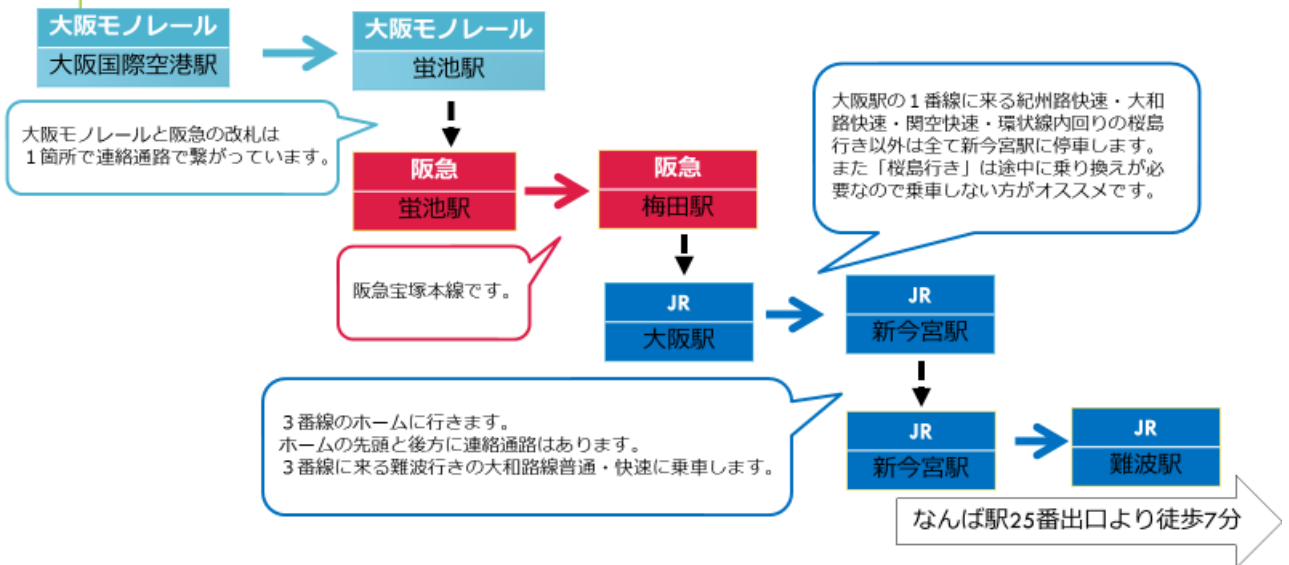 大阪モノレール
大阪国際空港駅
大阪モノレール
蛍池駅
大阪モノレールと阪急の改札は
１箇所で連絡通路で繋がっています。
阪急
蛍池駅
阪急
梅田駅
阪急宝塚本線です。
大阪駅の１番線に来る紀州路快速・大和
路快速・関空快速・環状線内回りの桜島
行き以外は全て新今宮駅に停車します。
また「桜島行き」は途中に乗り換えが必
要なので乗車しない方がオススメです。
JR
大阪駅
JR
新今宮駅
３番線のホームに行きます。
ホームの先頭と後方に連絡通路はあります。
３番線に来る難波行きの大和路線普通・快速に乗車します。
JR
新今宮駅
JR
難波駅
なんば駅25番出口より徒歩7分